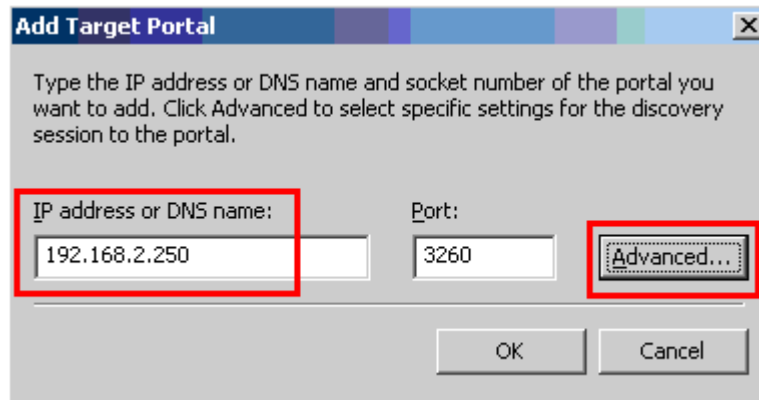 Add Target Portal
Type the IP address or DNS name and socket number of the portal you
want to add. Click Advanced to select specific settings for the discovery
session to the portal.
IP address or DNS name: Port:
192.168.2.250 3260 Advanced...
OK Cancel